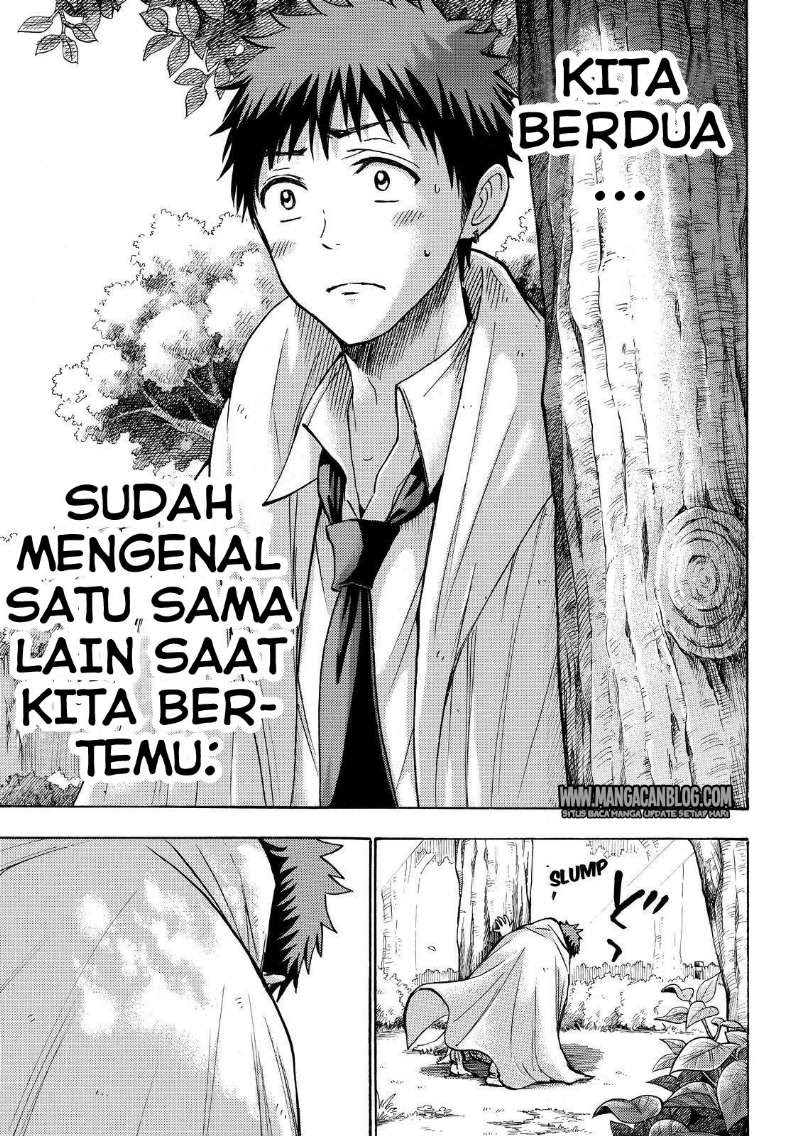 KITA
BERDUA
...
SUDAH
MENGENAL
SATU SAMA
LAIN SAAT
KITA BER-
TEMU:
WWW.MANGACANBLOG.COM
SITUS BACA MANGA UPDATE SETIAP HARI
SLUMP
どっ